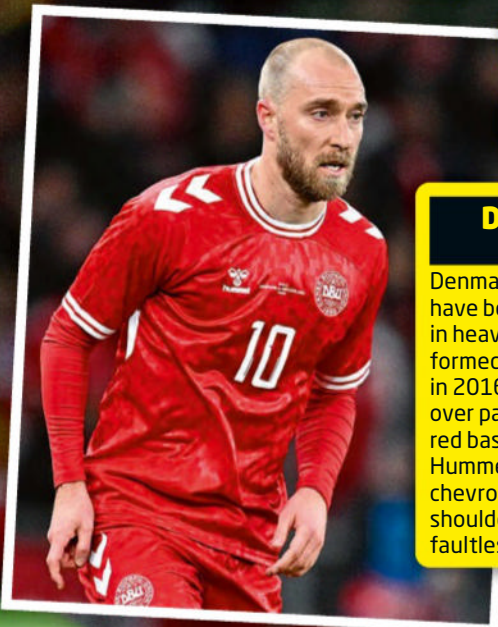 hummel
DBU
10
DBU
D
Denma
have be
in heav
formed
in 2016
over pa
red bas
Humme
chevro
should
faultles